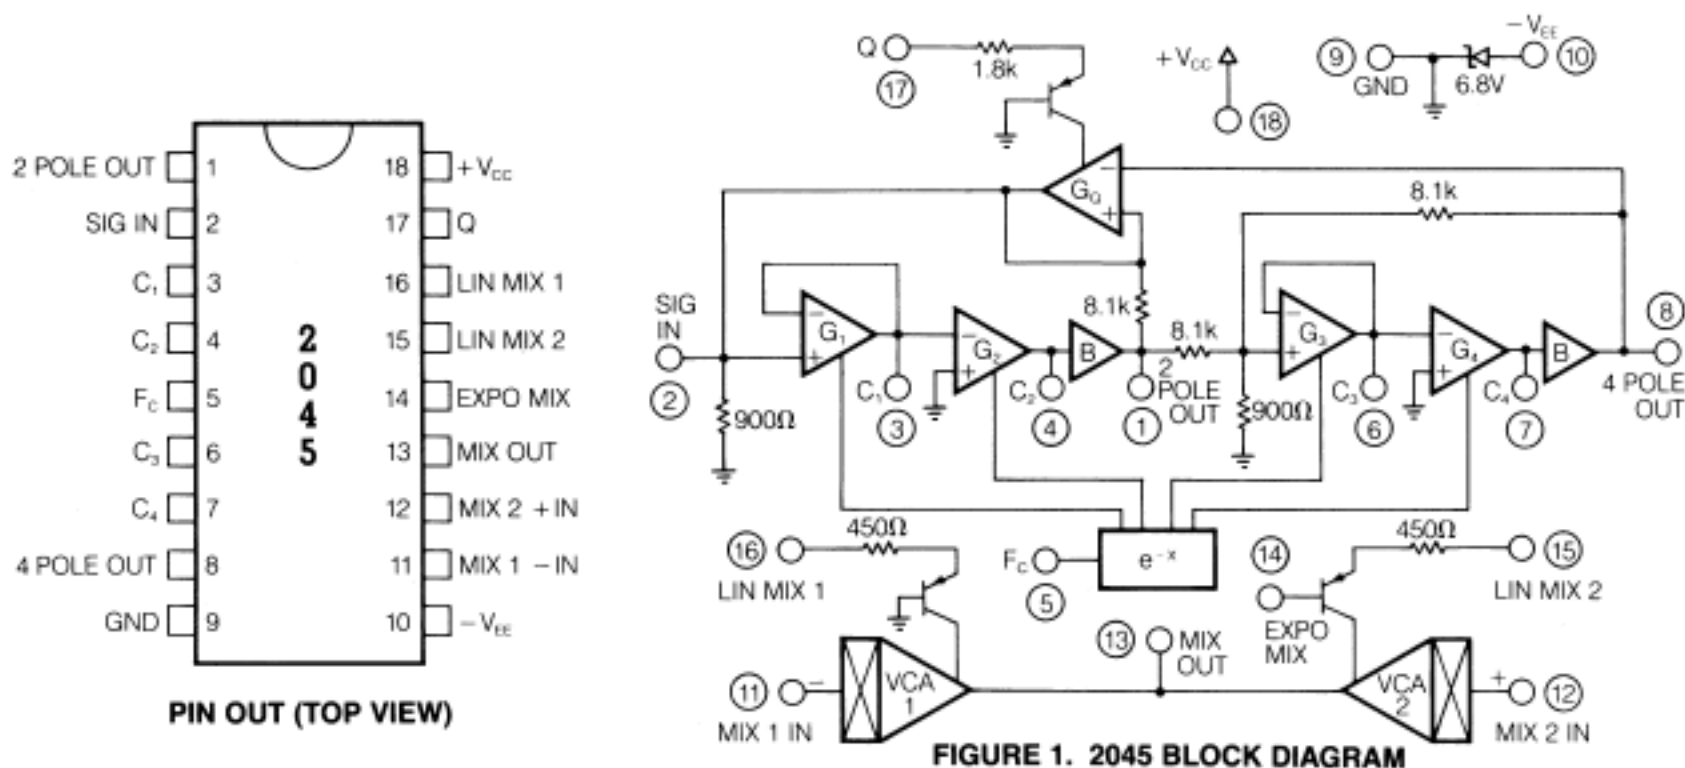 2 POLE OUT 1 18 +VCC
SIG IN 2 17 Q
C1 3 16 LIN MIX 1
C2 4 15 LIN MIX 2
FC 5 14 EXPO MIX
C3 6 13 MIX OUT
C4 7 12 MIX 2 +IN
4 POLE OUT 8 11 MIX 1 −IN
GND 9 10 −VEE
2045
PIN OUT (TOP VIEW)
Q
17
1.8k
+VCC
18
9
GND
6.8V
−VEE
10
GQ
−
+
8.1k
SIG
IN
2
900Ω
G1
−
+
C1
3
G2
−
+
C2
4
B
8.1k
8.1k
2
POLE
OUT
1
900Ω
G3
−
+
C3
6
G4
−
+
C4
7
B
8
4 POLE
OUT
FC
5
e−x
16
450Ω
LIN MIX 1
14
EXPO
MIX
450Ω
15
LIN MIX 2
13
MIX
OUT
11
−
MIX 1 IN
VCA
1
VCA
2
+
12
MIX 2 IN
FIGURE 1. 2045 BLOCK DIAGRAM